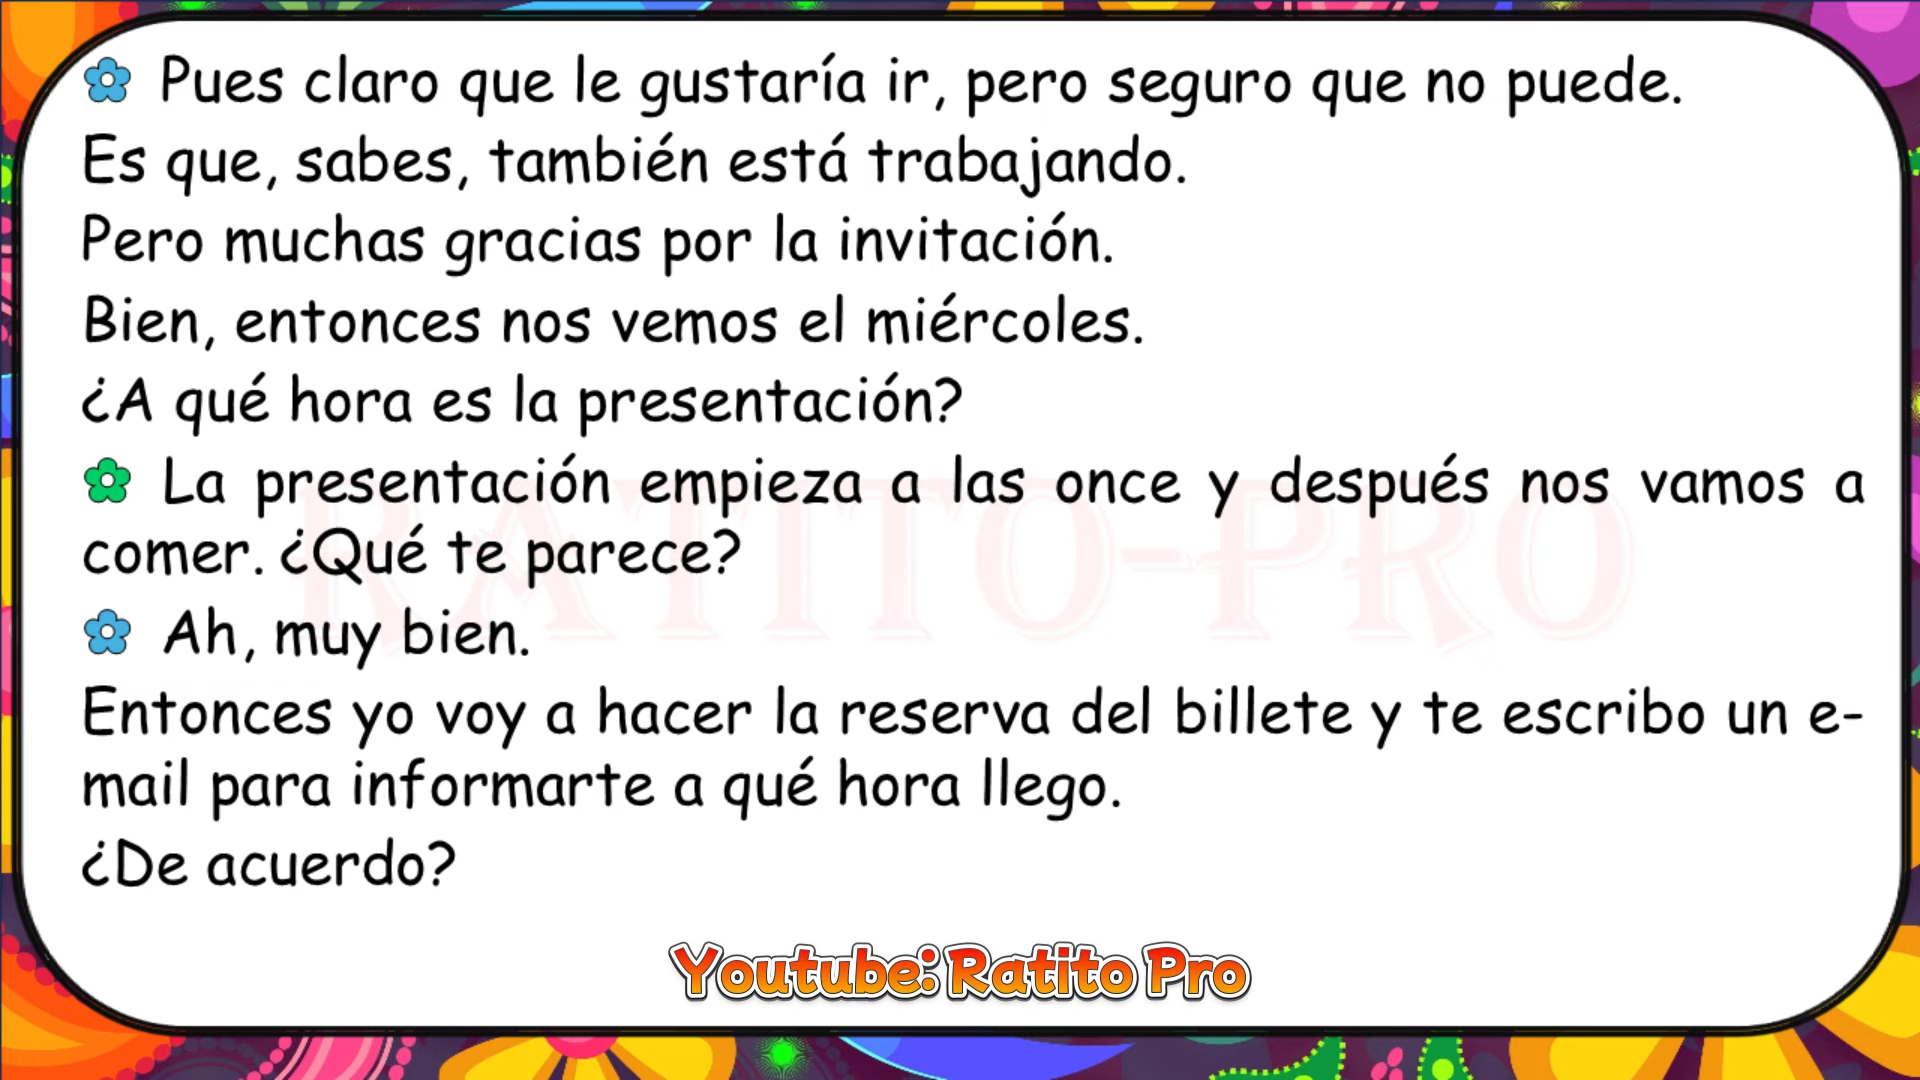 Pues claro que le gustaría ir, pero seguro que no puede.
Es que, sabes, también está trabajando.
Pero muchas gracias por la invitación.
Bien, entonces nos vemos el miércoles.
¿A qué hora es la presentación?
La presentación empieza a las once y después nos vamos a
comer. ¿Qué te parece?
RATITO-PRO
Ah, muy bien.
Entonces yo voy a hacer la reserva del billete y te escribo un e-
mail para informarte a qué hora llego.
¿De acuerdo?
Youtube: Ratito Pro